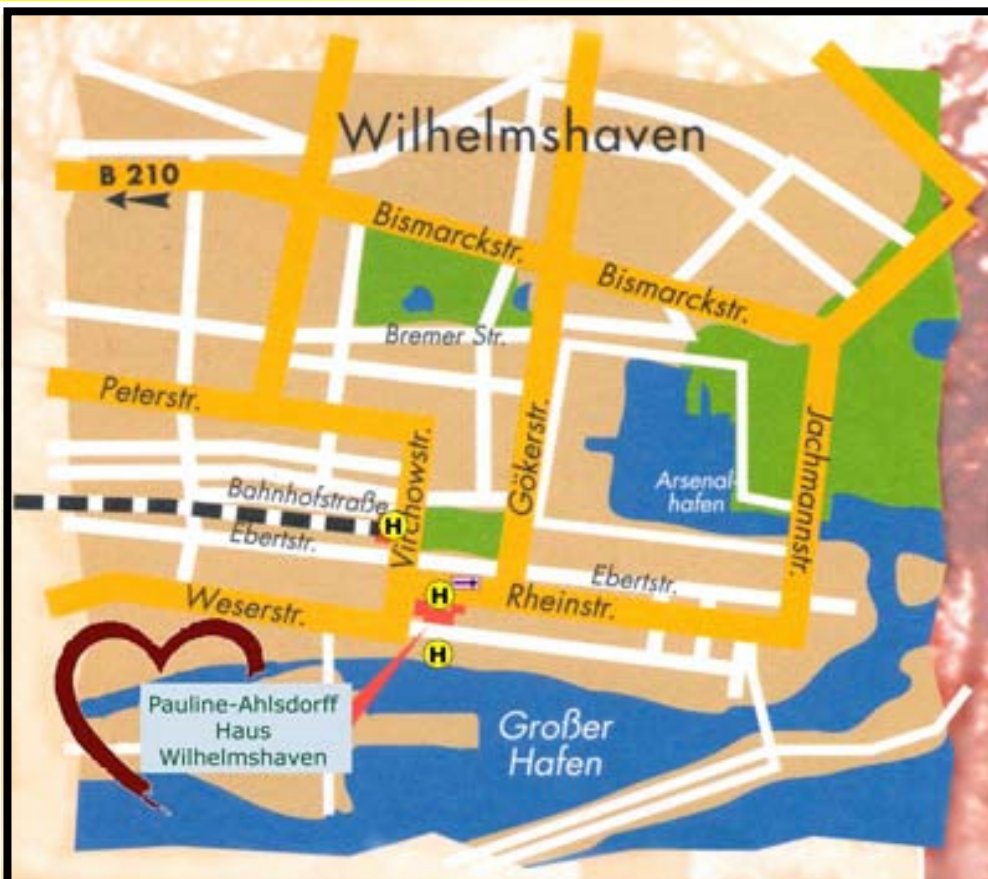 Wilhelmshaven
B 210
Bismarckstr.
Bismarckstr.
Bremer Str.
Peterstr.
Virchowstr.
Gökerstr.
Jachmannstr.
Arsenal-
hafen
Bahnhofstraße
H
Ebertstr.
Ebertstr.
H
Weserstr.
Rheinstr.
H
Pauline-Ahlsdorff
Haus
Wilhelmshaven
Großer
Hafen